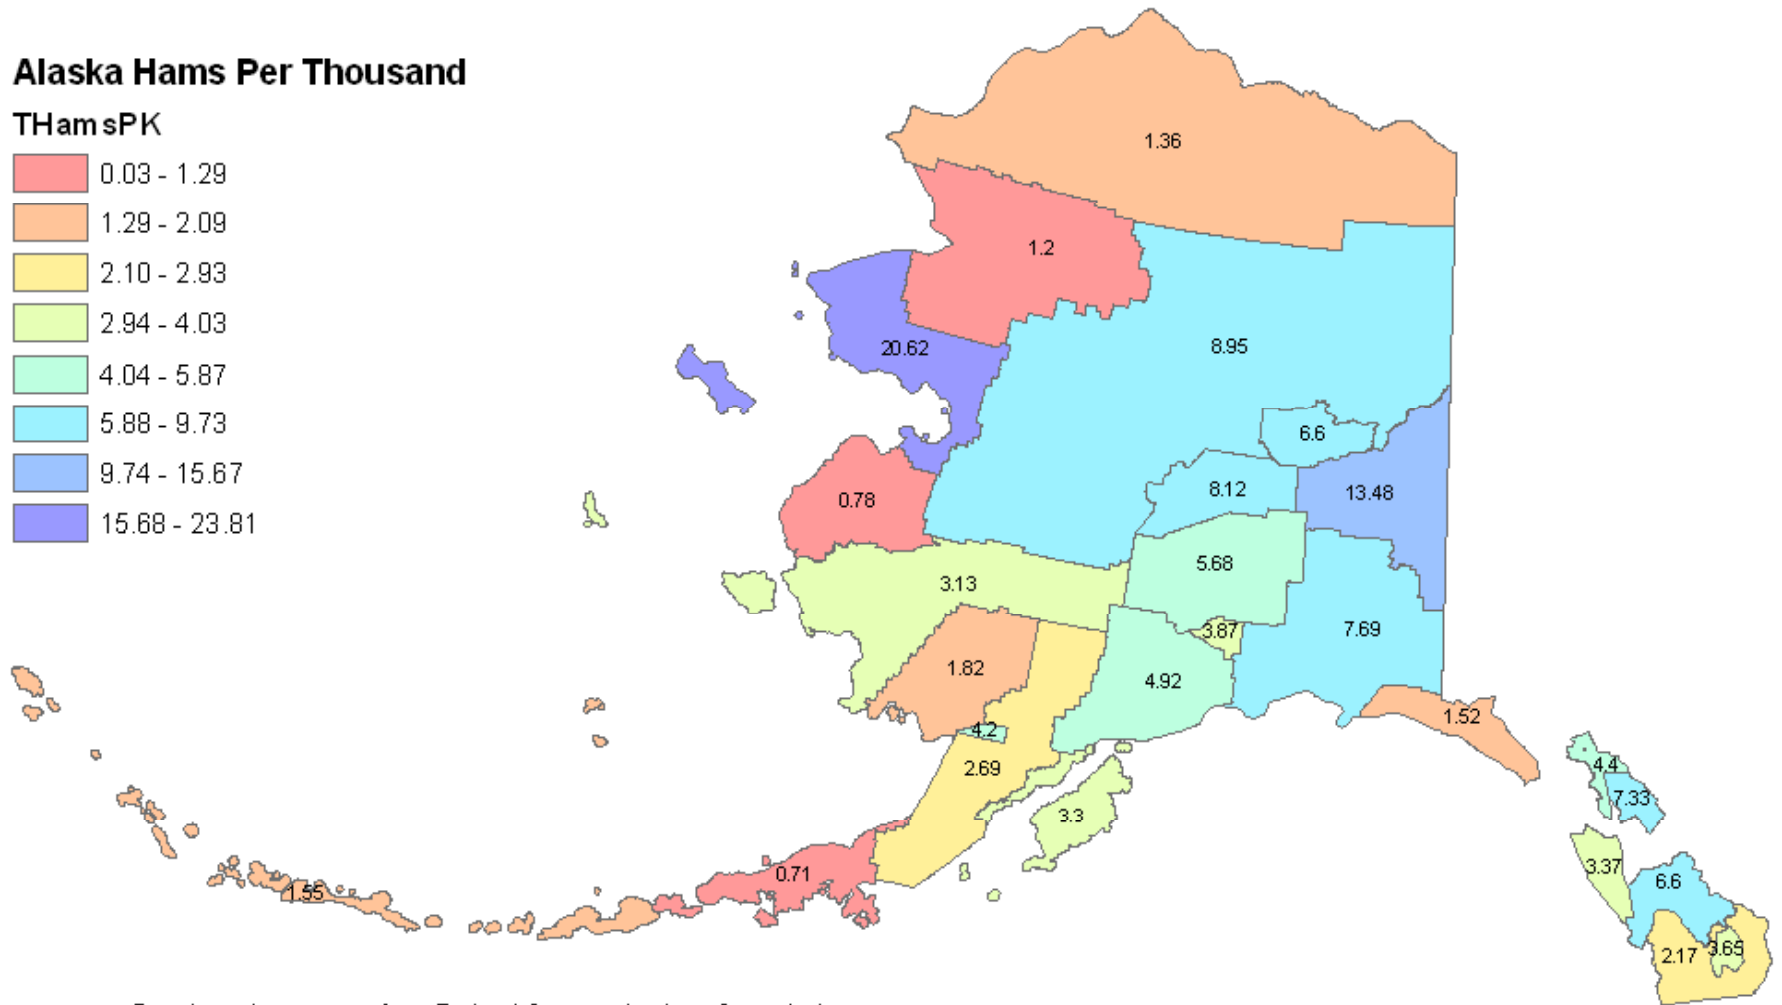 Alaska Hams Per Thousand
THamsPK
0.03 - 1.29
1.29 - 2.09
2.10 - 2.93
2.94 - 4.03
4.04 - 5.87
5.88 - 9.73
9.74 - 15.67
15.68 - 23.81
1.36
1.2
8.95
20.62
6.6
8.12
13.48
0.78
5.68
3.13
3.87
7.69
1.82
4.92
4.2
1.52
2.69
4.4
7.33
3.3
3.37
0.71
6.6
1.55
2.17
3.65